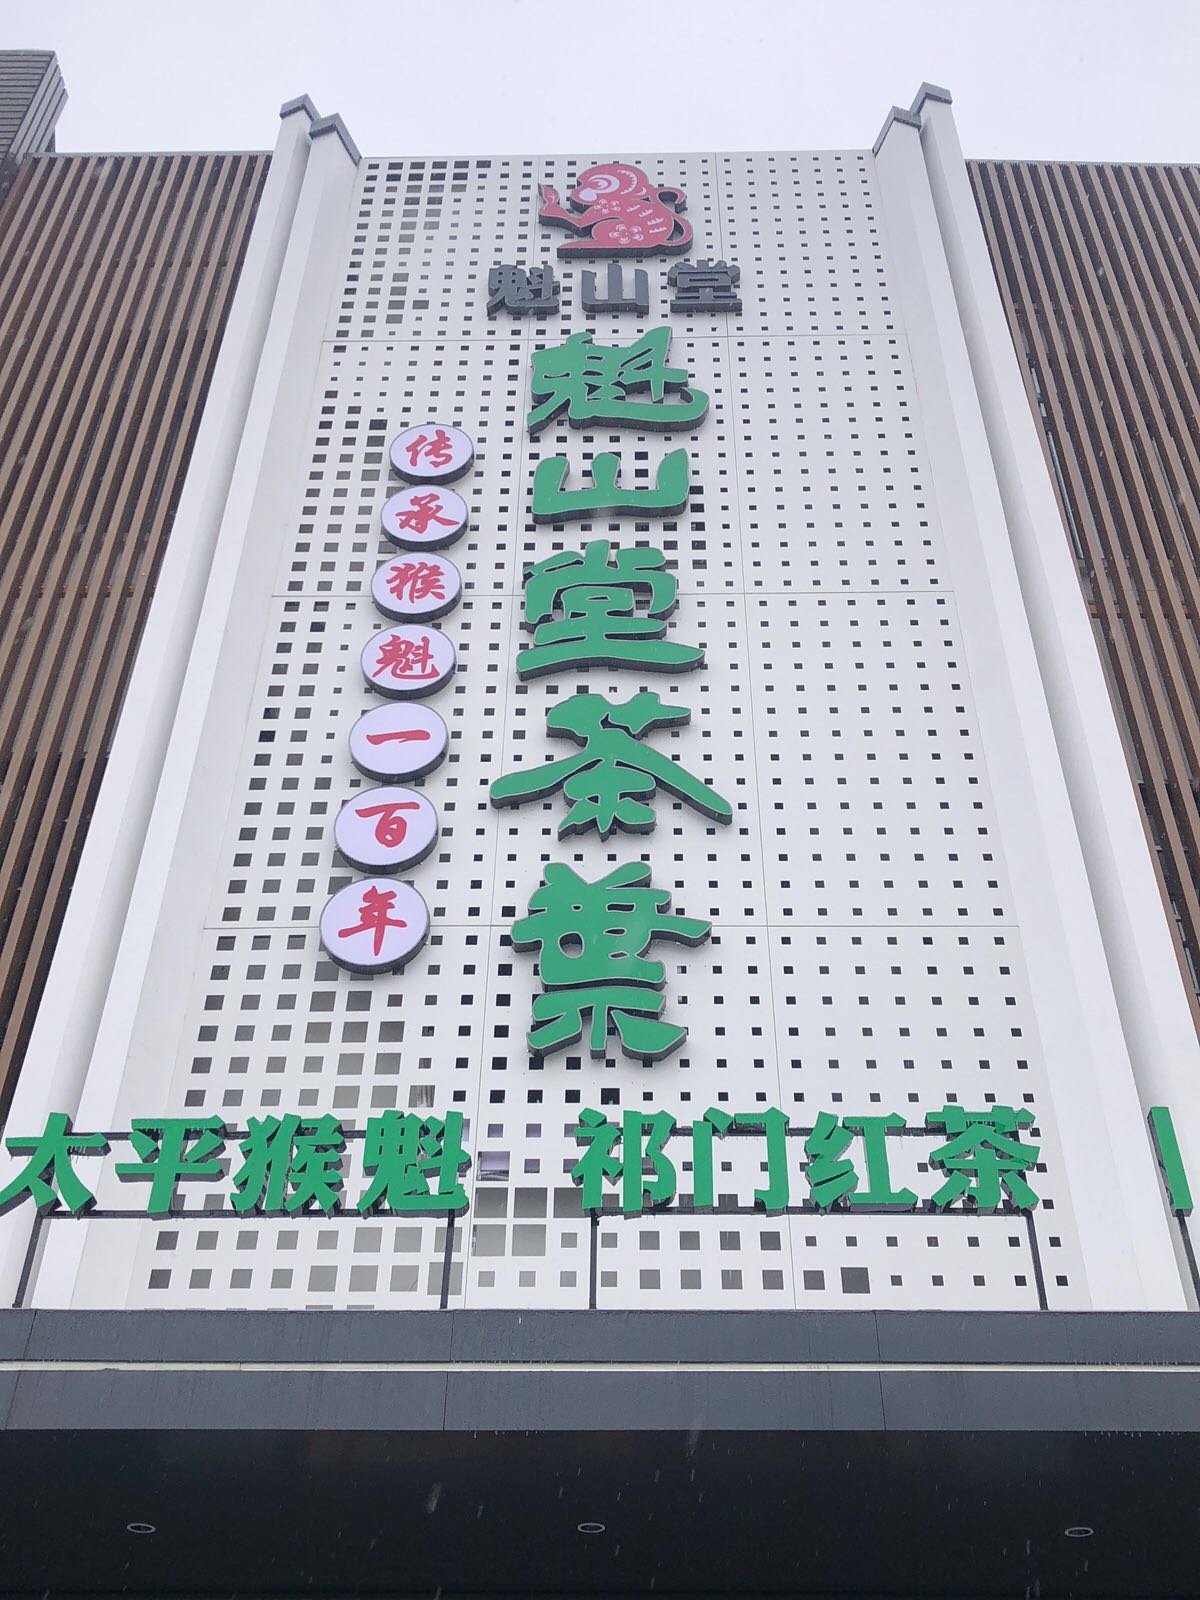 魁山堂
魁山堂茶葉
传承猴魁一百年
太平猴魁 祁门红茶